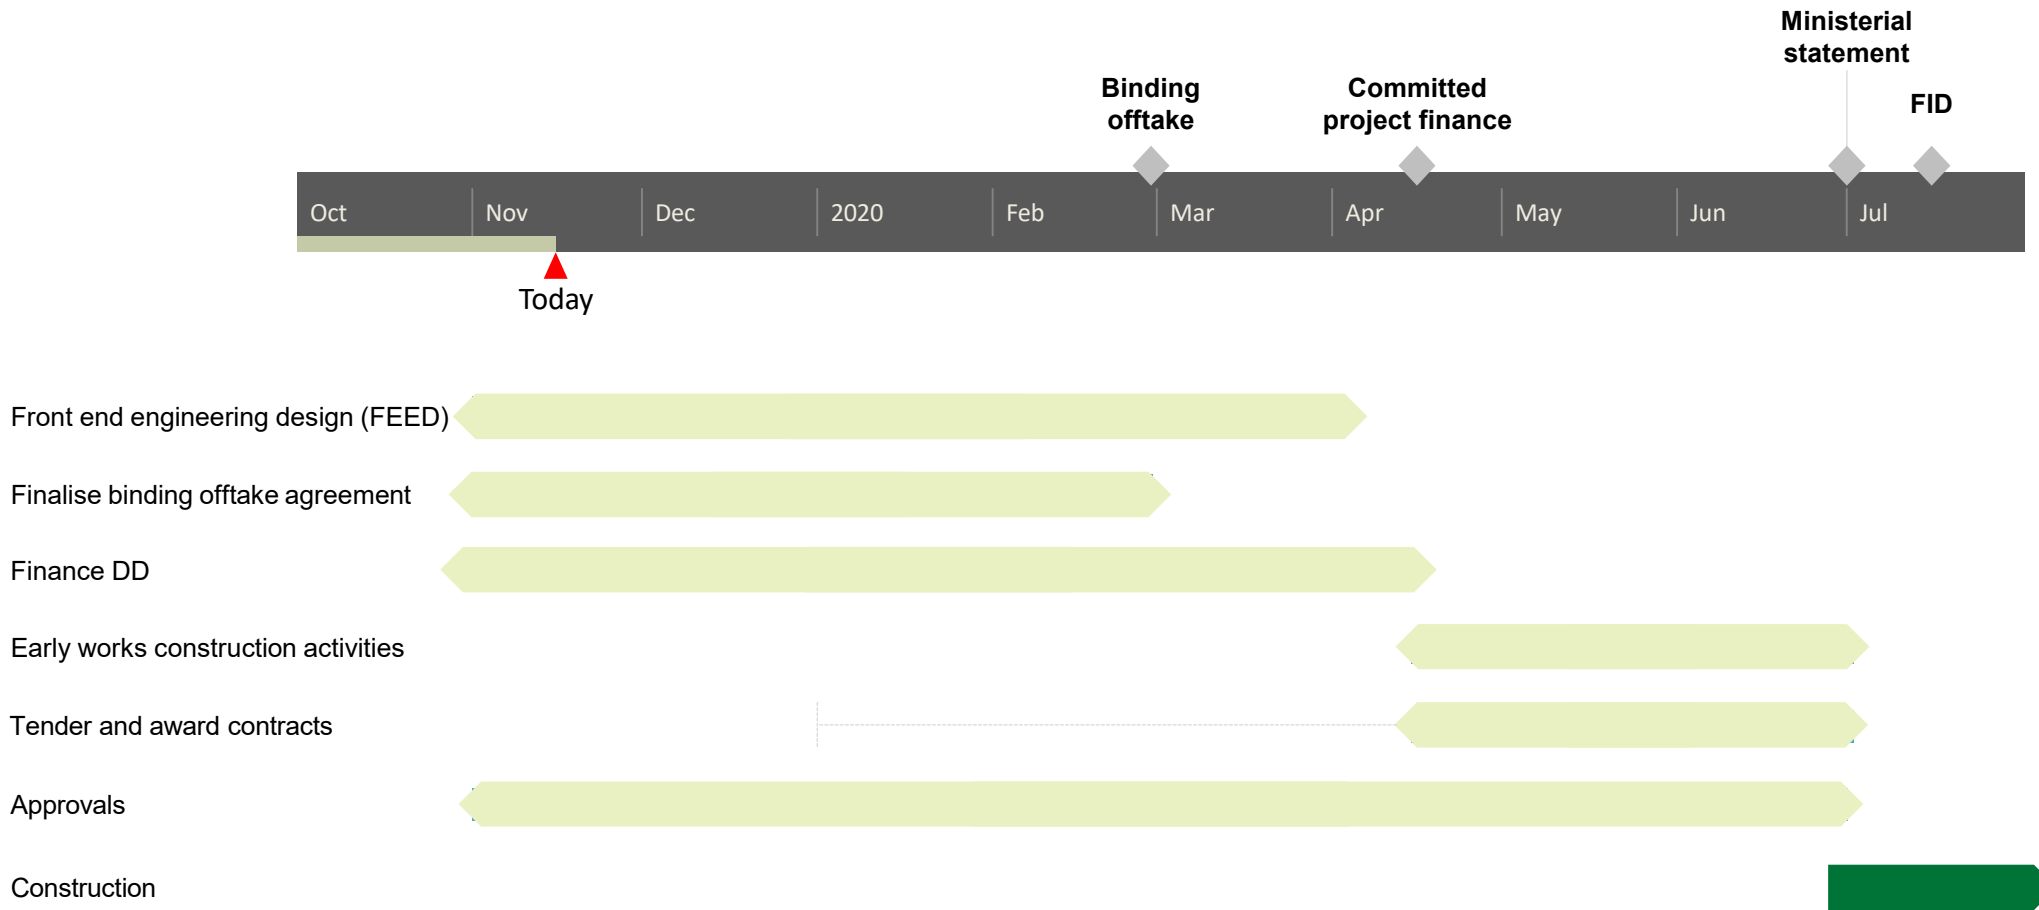 Ministerial
statement
Binding
offtake
Committed
project finance
FID
Oct Nov Dec 2020 Feb Mar Apr May Jun Jul
Today
Front end engineering design (FEED)
Finalise binding offtake agreement
Finance DD
Early works construction activities
Tender and award contracts
Approvals
Construction